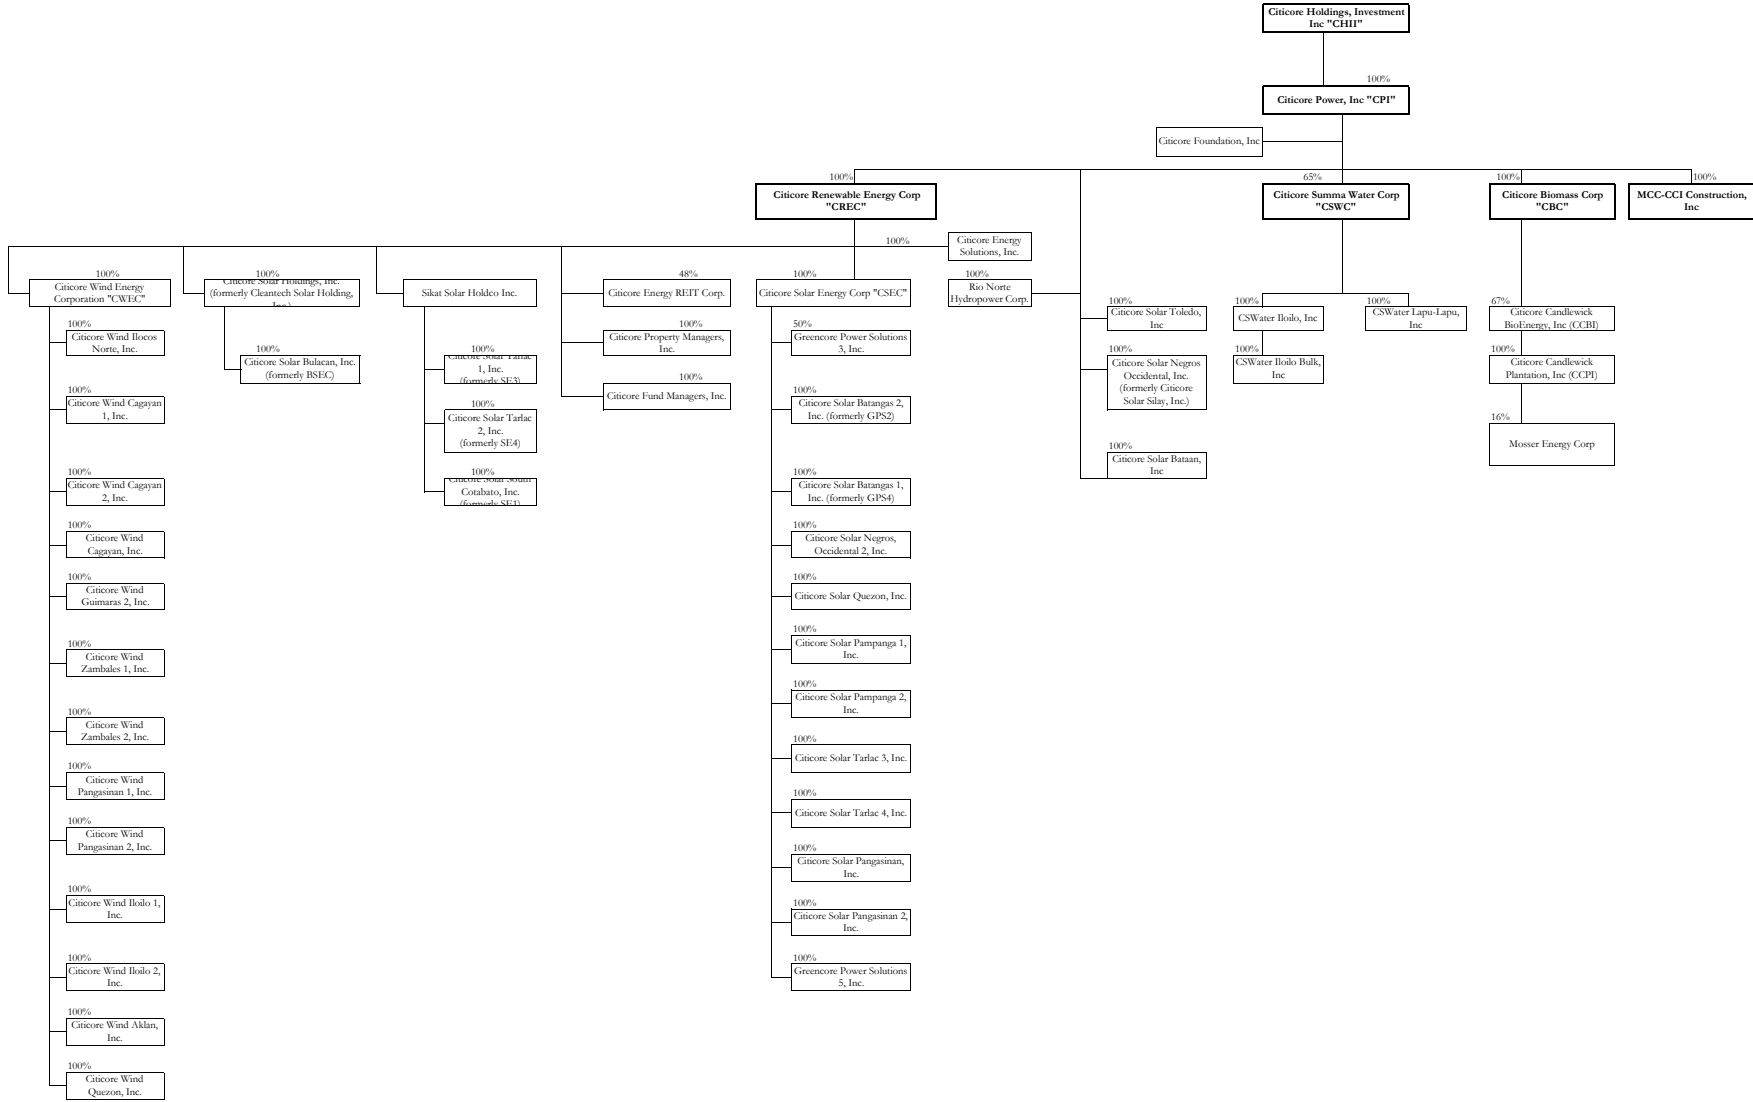 Citicore Holdings, Investment
Inc "CHII"
100%
Citicore Power, Inc "CPI"
Citicore Foundation, Inc
100%
Citicore Renewable Energy Corp
"CREC"
65%
Citicore Summa Water Corp
"CSWC"
100%
Citicore Biomass Corp
"CBC"
100%
MCC-CCI Construction,
Inc
100%
Citicore Energy
Solutions, Inc.
100%
Citicore Wind Energy
Corporation "CWEC"
100%
Citicore Solar Holdings, Inc.
(formerly Cleantech Solar Holding,
Inc.)
Sikat Solar Holdco Inc.
48%
Citicore Energy REIT Corp.
100%
Citicore Solar Energy Corp "CSEC"
100%
Rio Norte
Hydropower Corp.
100%
Citicore Wind Ilocos
Norte, Inc.
100%
Citicore Wind Cagayan
1, Inc.
100%
Citicore Wind Cagayan
2, Inc.
100%
Citicore Wind
Cagayan, Inc.
100%
Citicore Wind
Guimaras 2, Inc.
100%
Citicore Wind
Zambales 1, Inc.
100%
Citicore Wind
Zambales 2, Inc.
100%
Citicore Wind
Pangasinan 1, Inc.
100%
Citicore Wind
Pangasinan 2, Inc.
100%
Citicore Wind Iloilo 1,
Inc.
100%
Citicore Wind Iloilo 2,
Inc.
100%
Citicore Wind Aklan,
Inc.
100%
Citicore Wind
Quezon, Inc.
100%
Citicore Solar Bulacan, Inc.
(formerly BSEC)
100%
Citicore Solar Tarlac
1, Inc.
(formerly SE3)
100%
Citicore Solar Tarlac
2, Inc.
(formerly SE4)
100%
Citicore Solar South
Cotabato, Inc.
(formerly SE1)
100%
Citicore Property Managers,
Inc.
100%
Citicore Fund Managers, Inc.
50%
Greencore Power Solutions
3, Inc.
100%
Citicore Solar Batangas 2,
Inc. (formerly GPS2)
100%
Citicore Solar Batangas 1,
Inc. (formerly GPS4)
100%
Citicore Solar Negros,
Occidental 2, Inc.
100%
Citicore Solar Quezon, Inc.
100%
Citicore Solar Pampanga 1,
Inc.
100%
Citicore Solar Pampanga 2,
Inc.
100%
Citicore Solar Tarlac 3, Inc.
100%
Citicore Solar Tarlac 4, Inc.
100%
Citicore Solar Pangasinan,
Inc.
100%
Citicore Solar Pangasinan 2,
Inc.
100%
Greencore Power Solutions
5, Inc.
100%
Citicore Solar Toledo,
Inc
100%
Citicore Solar Negros
Occidental, Inc.
(formerly Citicore
Solar Silay, Inc.)
100%
Citicore Solar Bataan,
Inc
100%
CSWater Iloilo, Inc
100%
CSWater Iloilo Bulk,
Inc
100%
CSWater Lapu-Lapu,
Inc
67%
Citicore Candlewick
BioEnergy, Inc (CCBI)
100%
Citicore Candlewick
Plantation, Inc (CCPI)
16%
Mosser Energy Corp